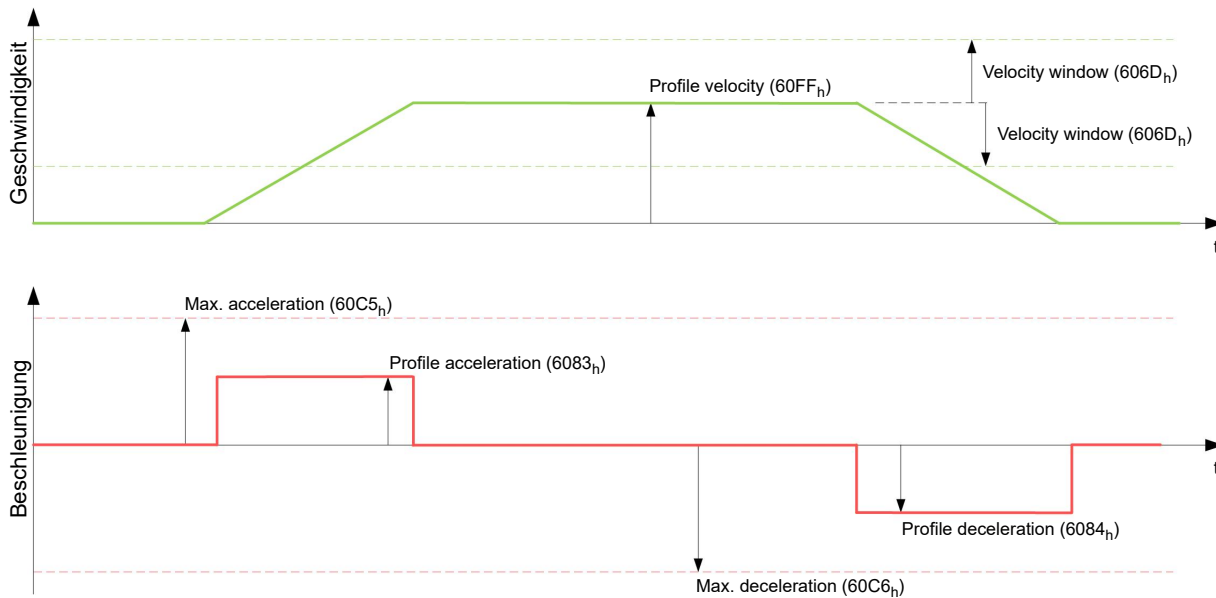 Geschwindigkeit
Velocity window (606Dh)
Profile velocity (60FFh)
Velocity window (606Dh)
t
Beschleunigung
Max. acceleration (60C5h)
Profile acceleration (6083h)
t
Profile deceleration (6084h)
Max. deceleration (60C6h)